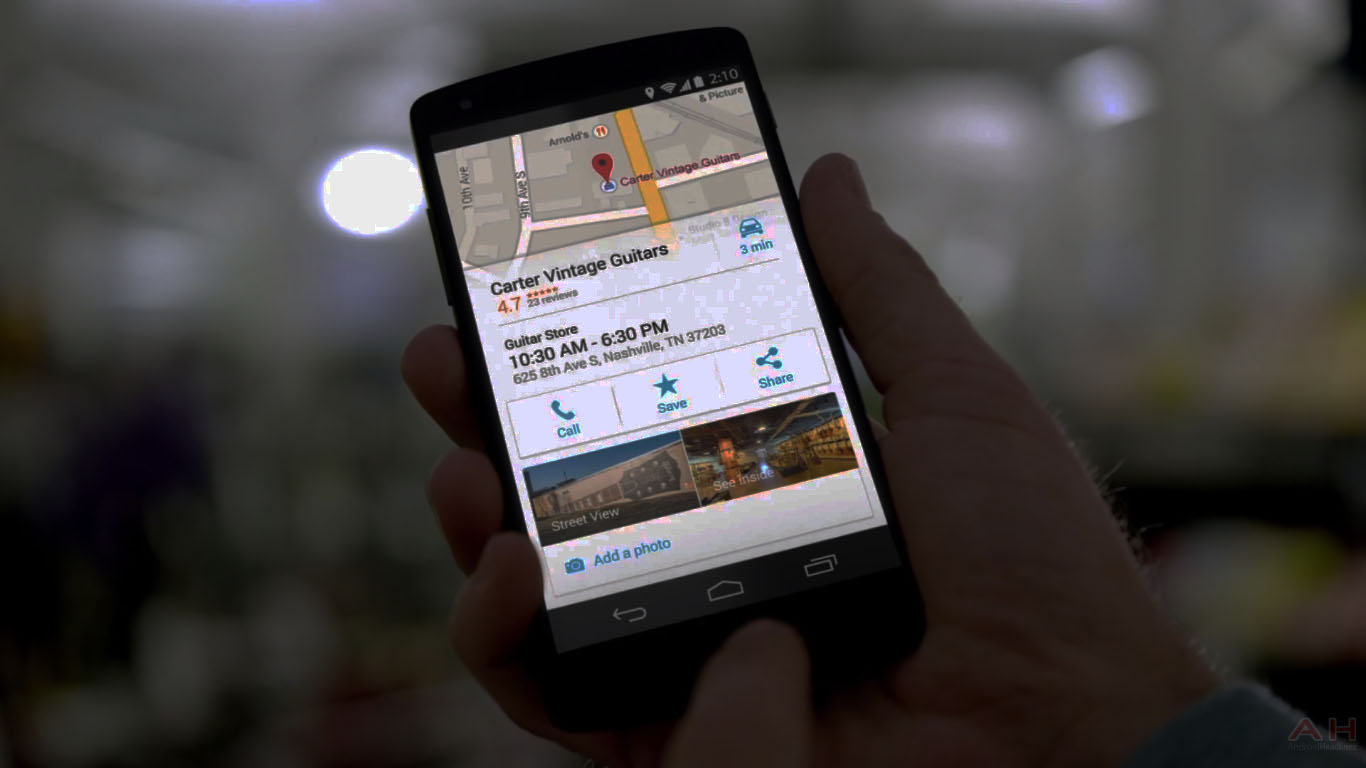 2:10
& Picture
Arnold's
10th Ave
9th Ave S
Carter Vintage Guitars
Studio 8 Design
3 min
Carter Vintage Guitars
4.7 23 reviews
Guitar Store
10:30 AM - 6:30 PM
625 8th Ave S, Nashville, TN 37203
Call
Save
Share
Street View
See Inside
Add a photo
AH
AndroidHeadlines